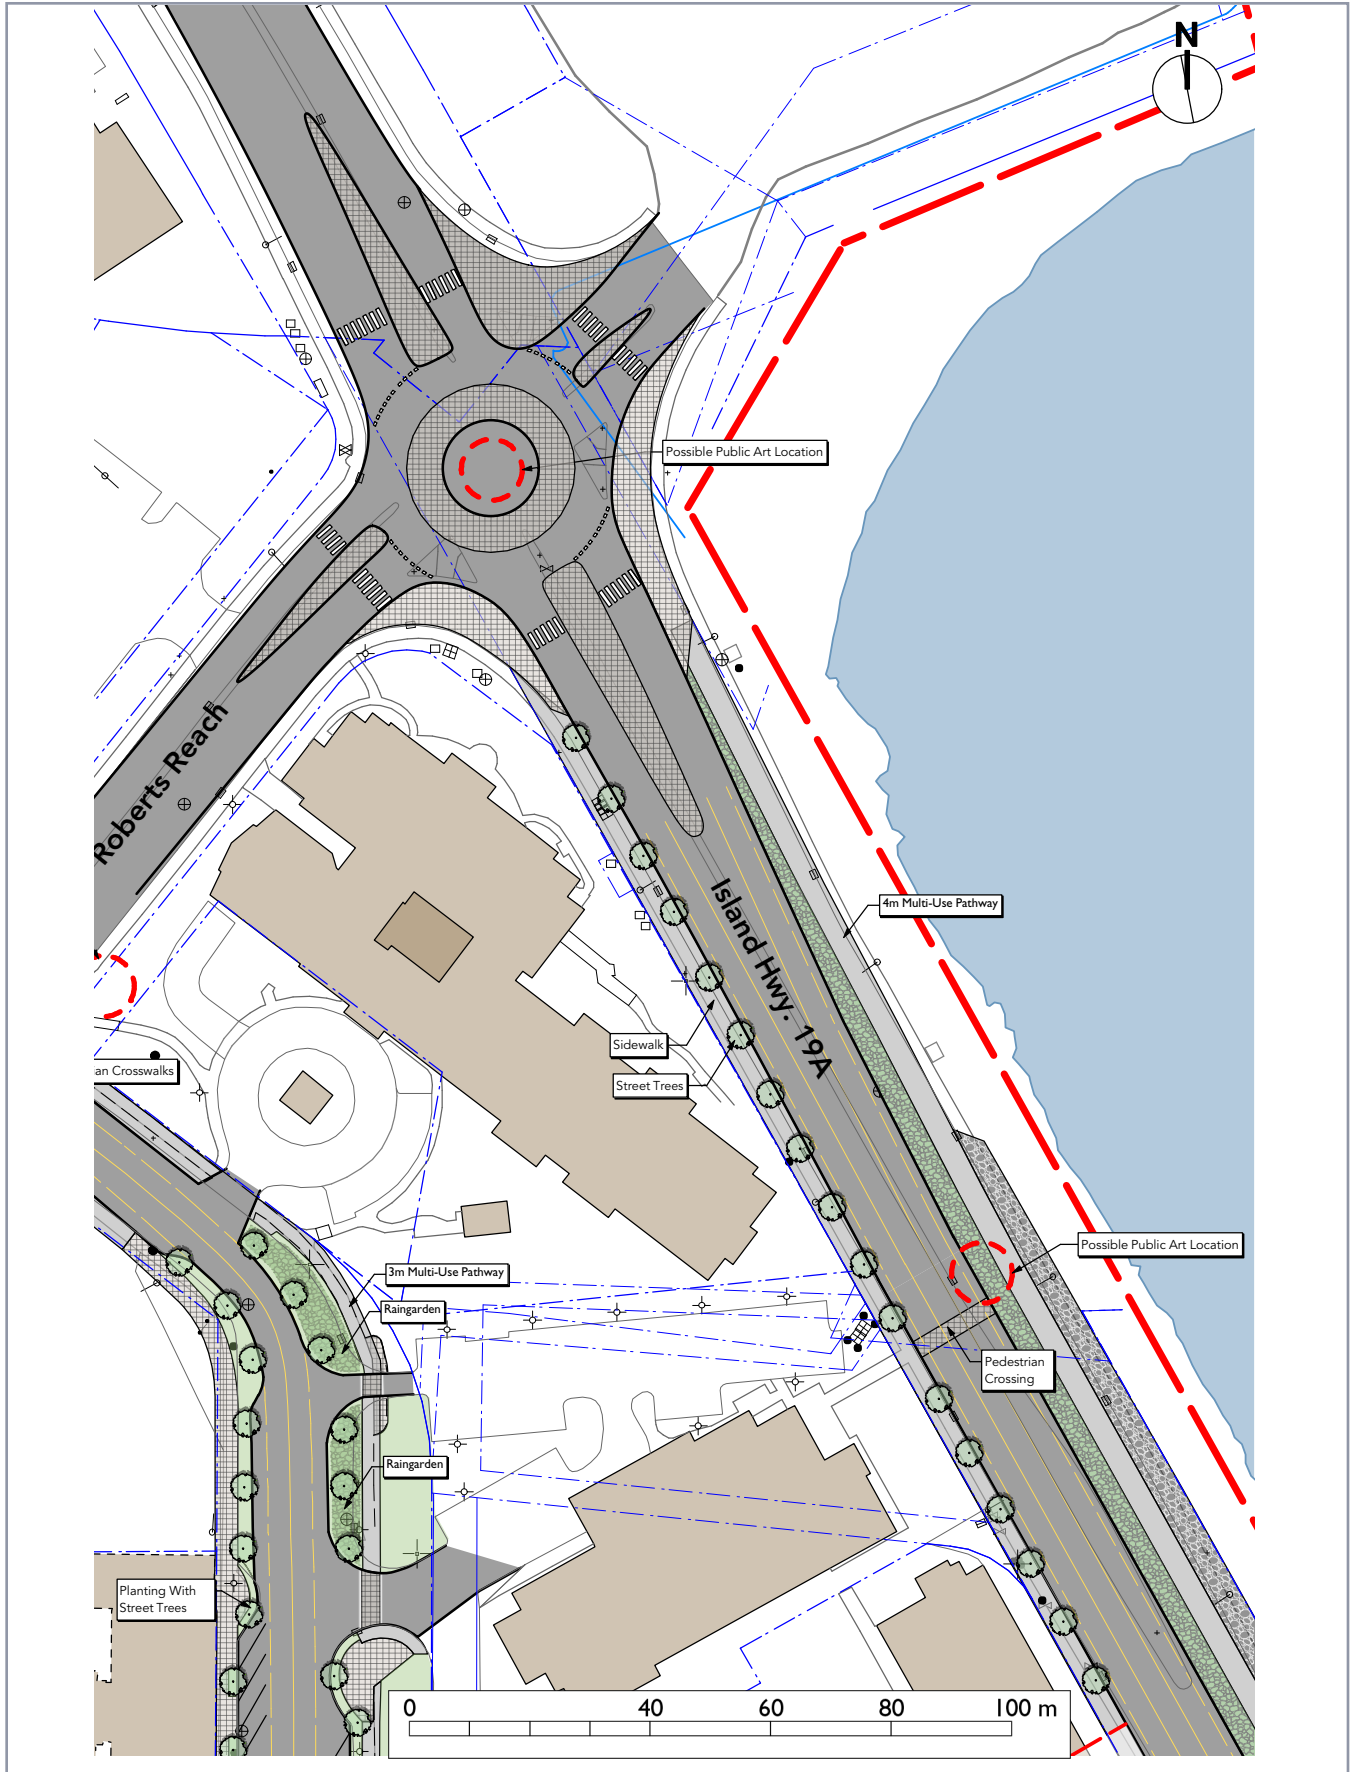 N
Possible Public Art Location
Roberts Reach
4m Multi-Use Pathway
Island Hwy. 19A
Sidewalk
Street Trees
an Crosswalks
Possible Public Art Location
3m Multi-Use Pathway
Raingarden
Pedestrian
Crossing
Raingarden
Planting With
Street Trees
0 40 60 80 100 m